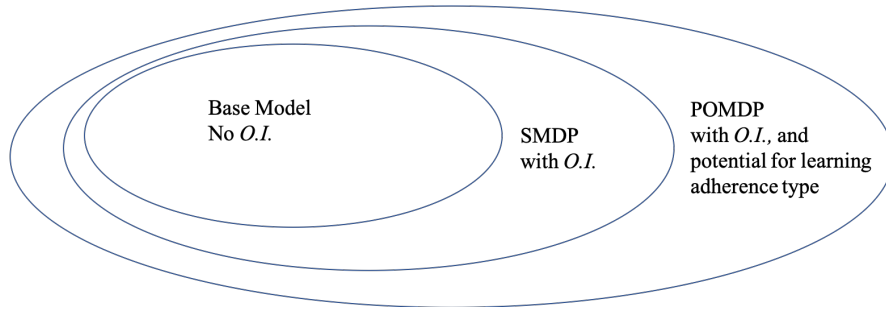 Base Model
No O.I.
SMDP
with O.I.
POMDP
with O.I., and
potential for learning
adherence type